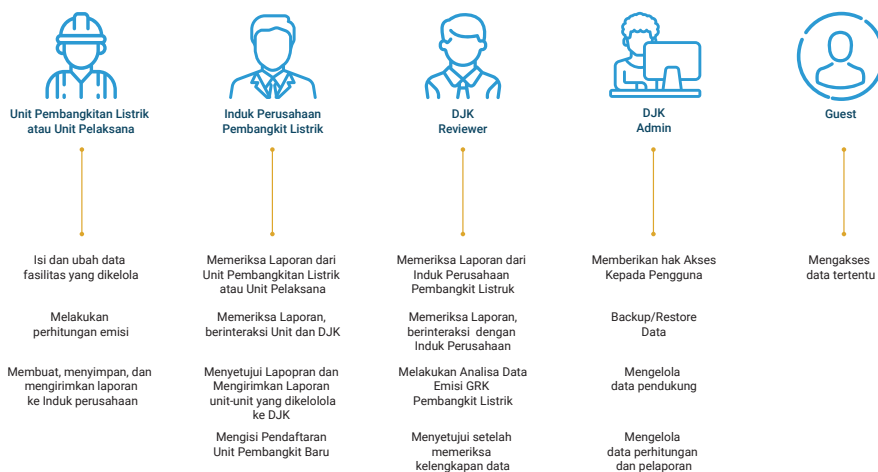 Unit Pembangkitan Listrik
atau Unit Pelaksana
Isi dan ubah data
fasilitas yang dikelola
Melakukan
perhitungan emisi
Membuat, menyimpan, dan
mengirimkan laporan
ke Induk perusahaan
Induk Perusahaan
Pembangkit Listrik
Memeriksa Laporan dari
Unit Pembangkitan Listrik
atau Unit Pelaksana
Memeriksa Laporan,
berinteraksi Unit dan DJK
Menyetujui Lapopran dan
Mengirimkan Laporan
unit-unit yang dikelolola
ke DJK
Mengisi Pendaftaran
Unit Pembangkit Baru
DJK
Reviewer
Memeriksa Laporan dari
Induk Perusahaan
Pembangkit Listruk
Memeriksa Laporan,
berinteraksi dengan
Induk Perusahaan
Melakukan Analisa Data
Emisi GRK
Pembangkit Listrik
Menyetujui setelah
memeriksa
kelengkapan data
DJK
Admin
Memberikan hak Akses
Kepada Pengguna
Backup/Restore
Data
Mengelola
data pendukung
Mengelola
data perhitungan
dan pelaporan
Guest
Mengakses
data tertentu